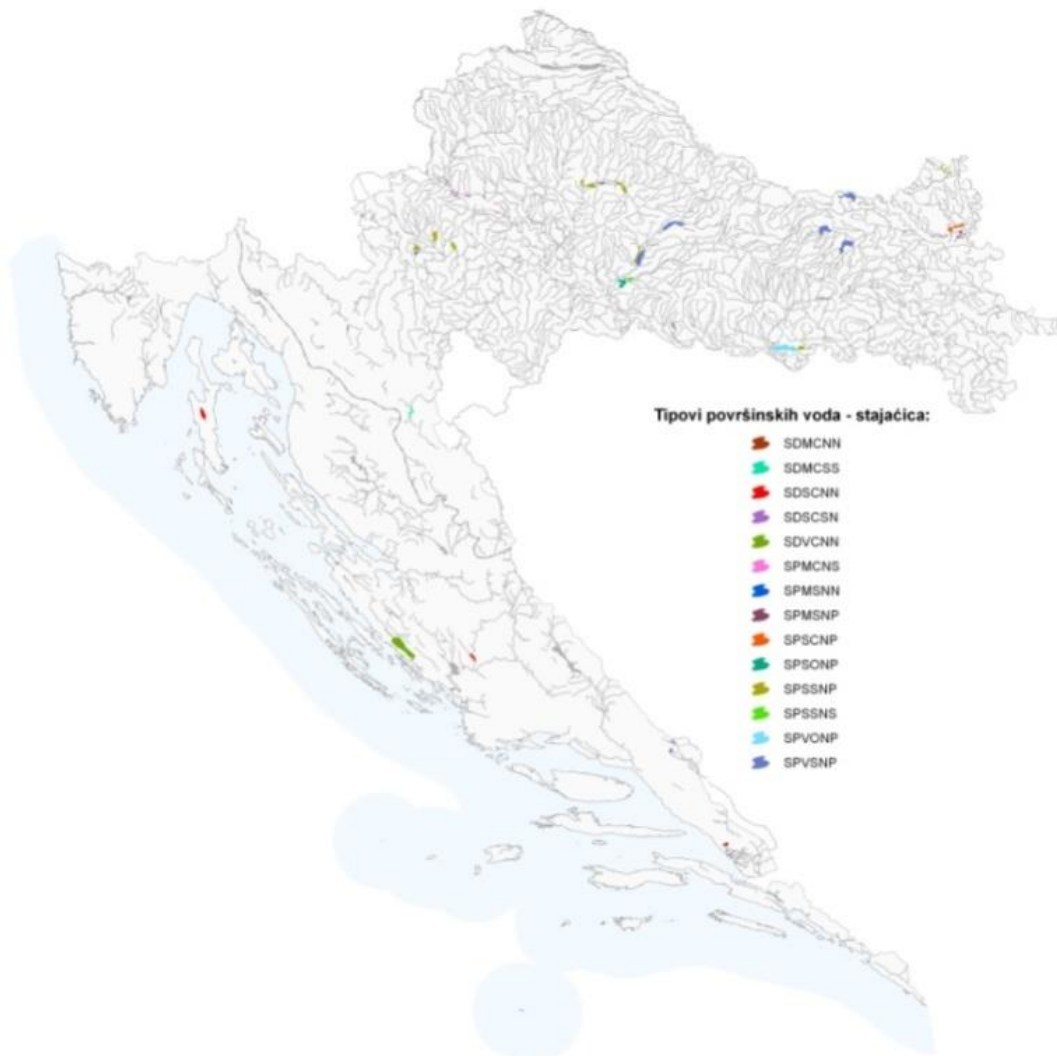 Tipovi površinskih voda - stajaćica:
SDMCNN
SDMCSS
SDSCNN
SDSCSN
SDVCNN
SPMCNS
SPMSNN
SPMSNP
SPSCNP
SPSONP
SPSSNP
SPSSNS
SPVONP
SPVSNP